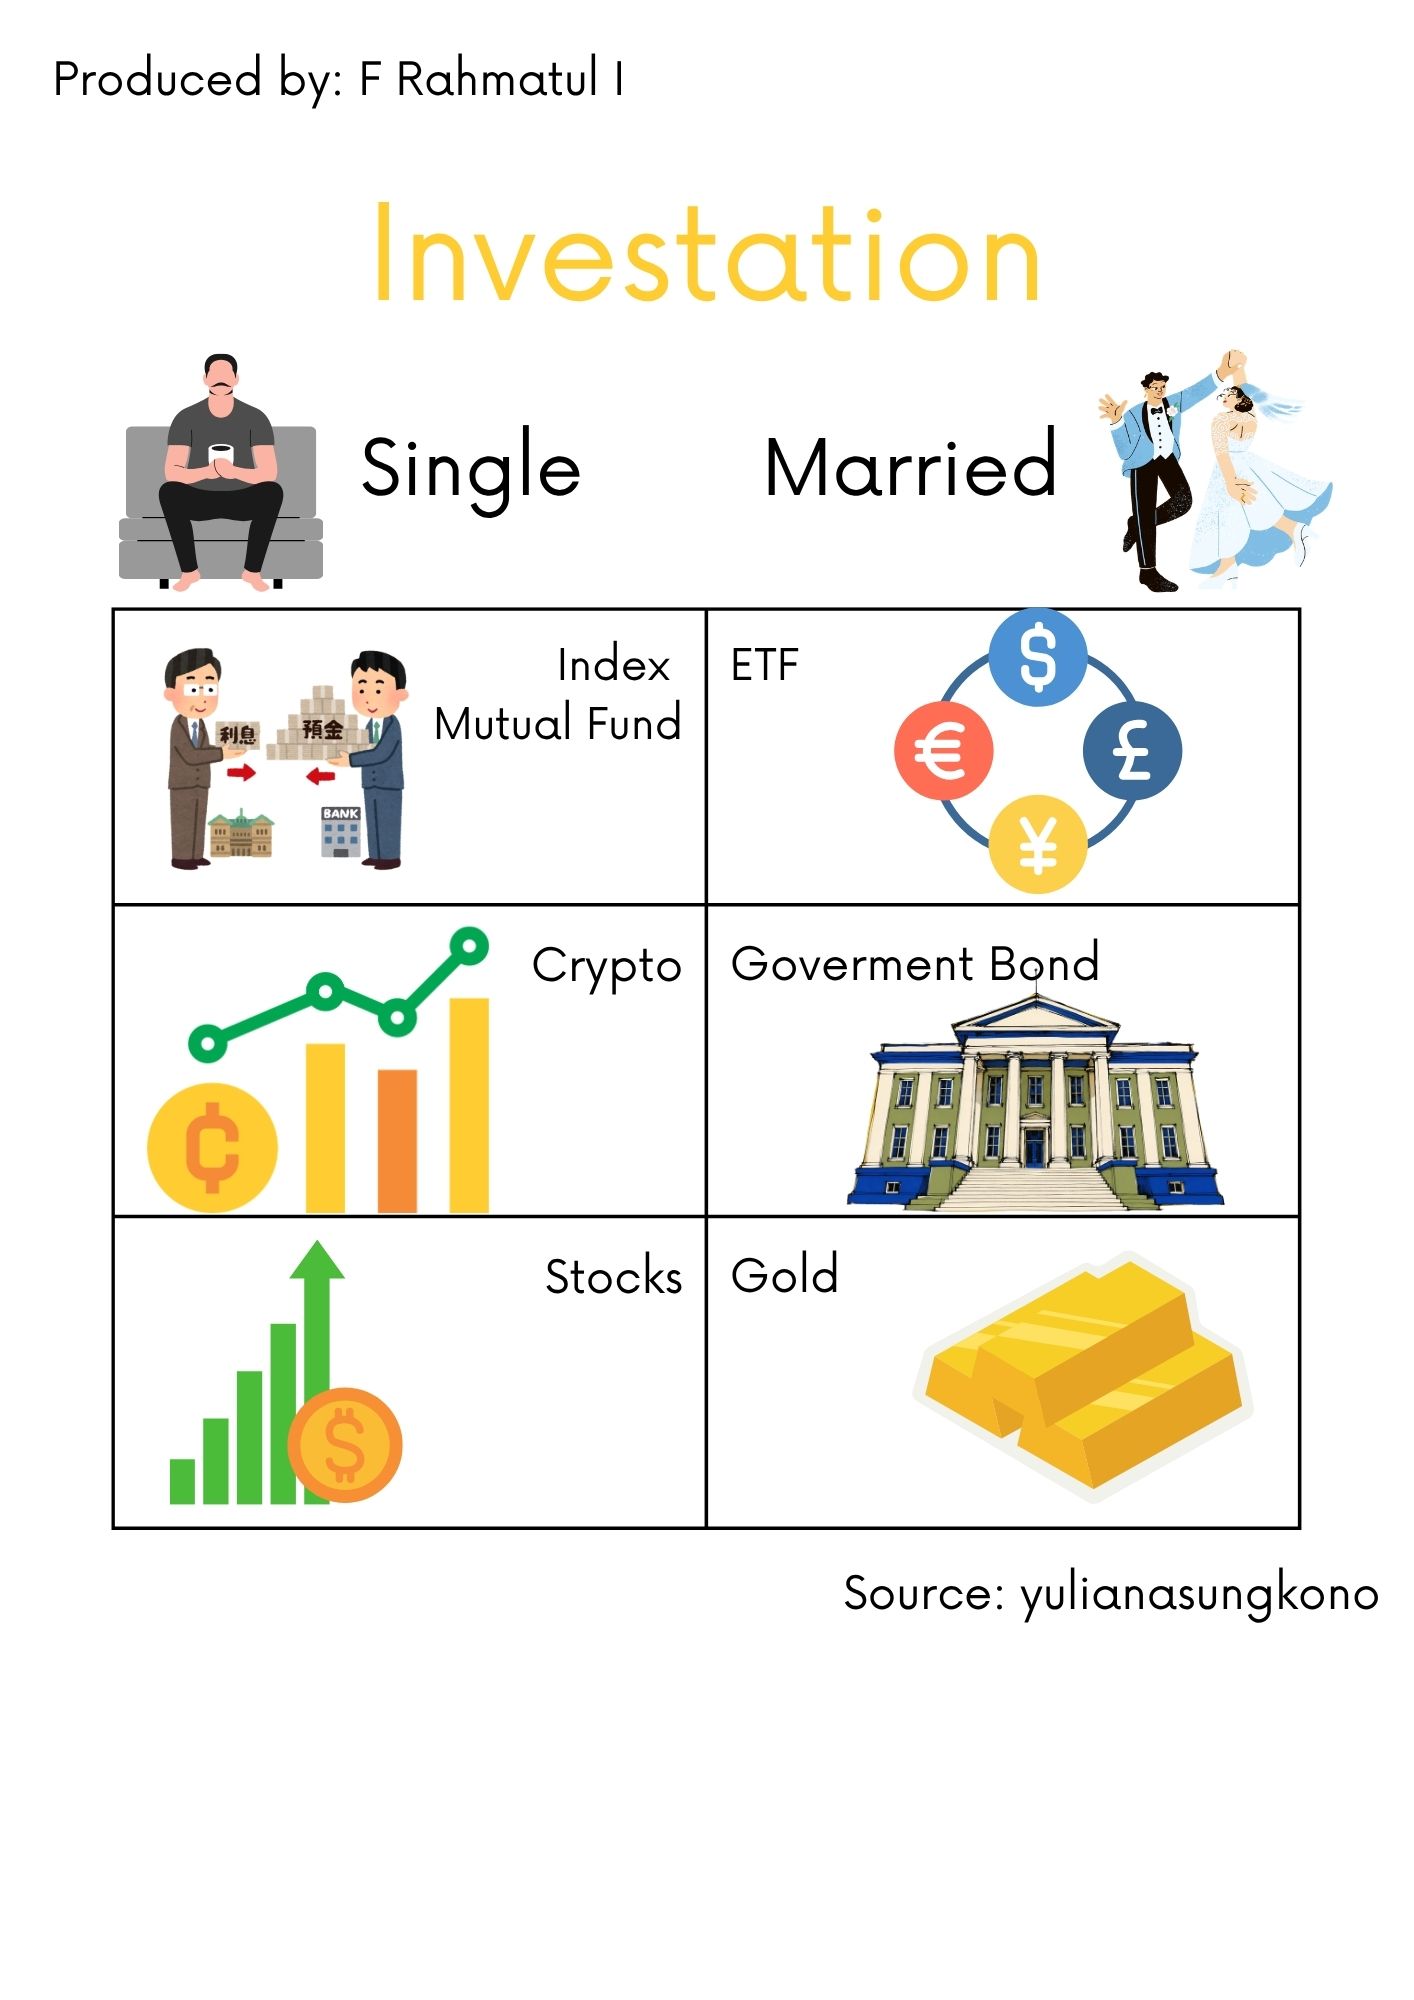 Produced by: F Rahmatul I
Investation
Single
Married
Index
Mutual Fund
利息
預金
BANK
ETF
$
€
£
¥
Crypto
Goverment Bond
Stocks
$
Gold
Source: yulianasungkono